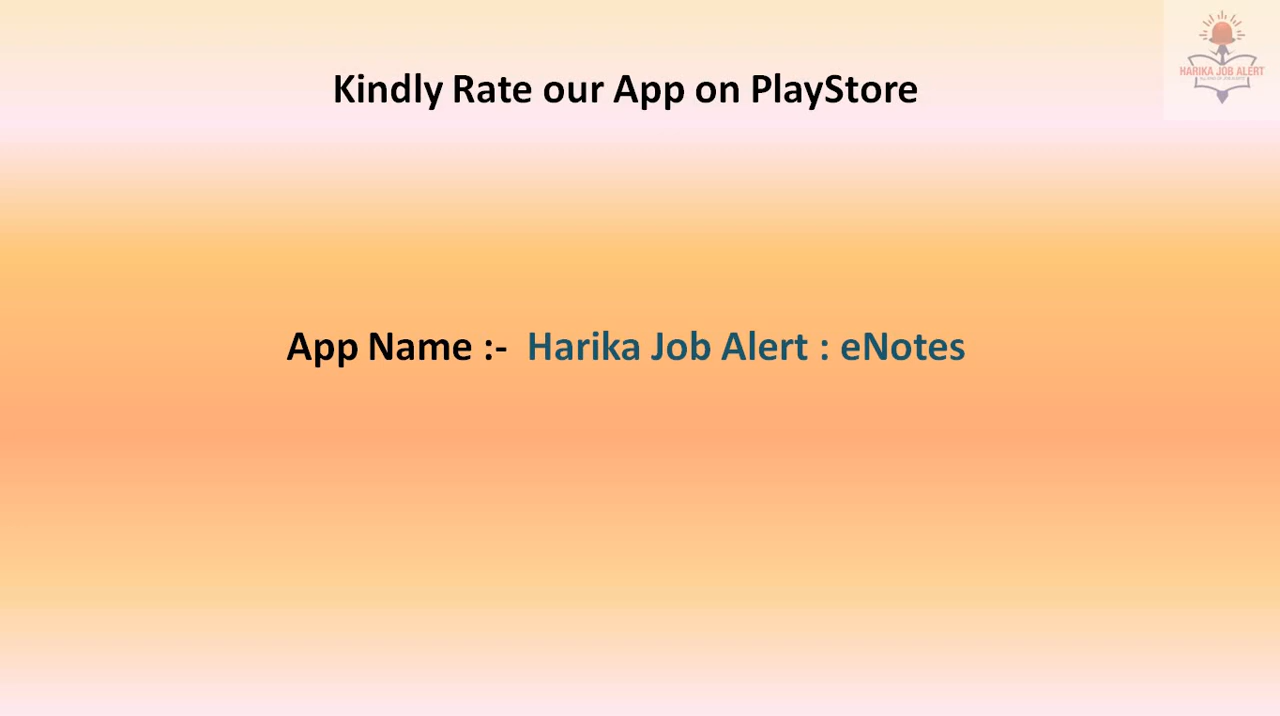 Kindly Rate our App on PlayStore
HARIKA JOB ALERT
App Name :-  Harika Job Alert : eNotes